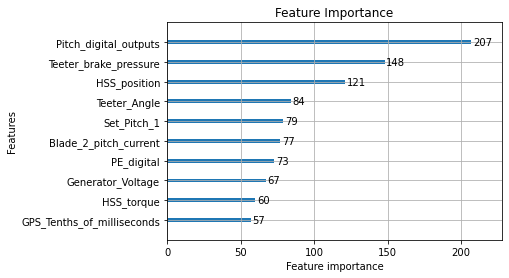 Feature Importance
Features
Pitch_digital_outputs 207
Teeter_brake_pressure 148
HSS_position 121
Teeter_Angle 84
Set_Pitch_1 79
Blade_2_pitch_current 77
PE_digital 73
Generator_Voltage 67
HSS_torque 60
GPS_Tenths_of_milliseconds 57
0 50 100 150 200
Feature importance